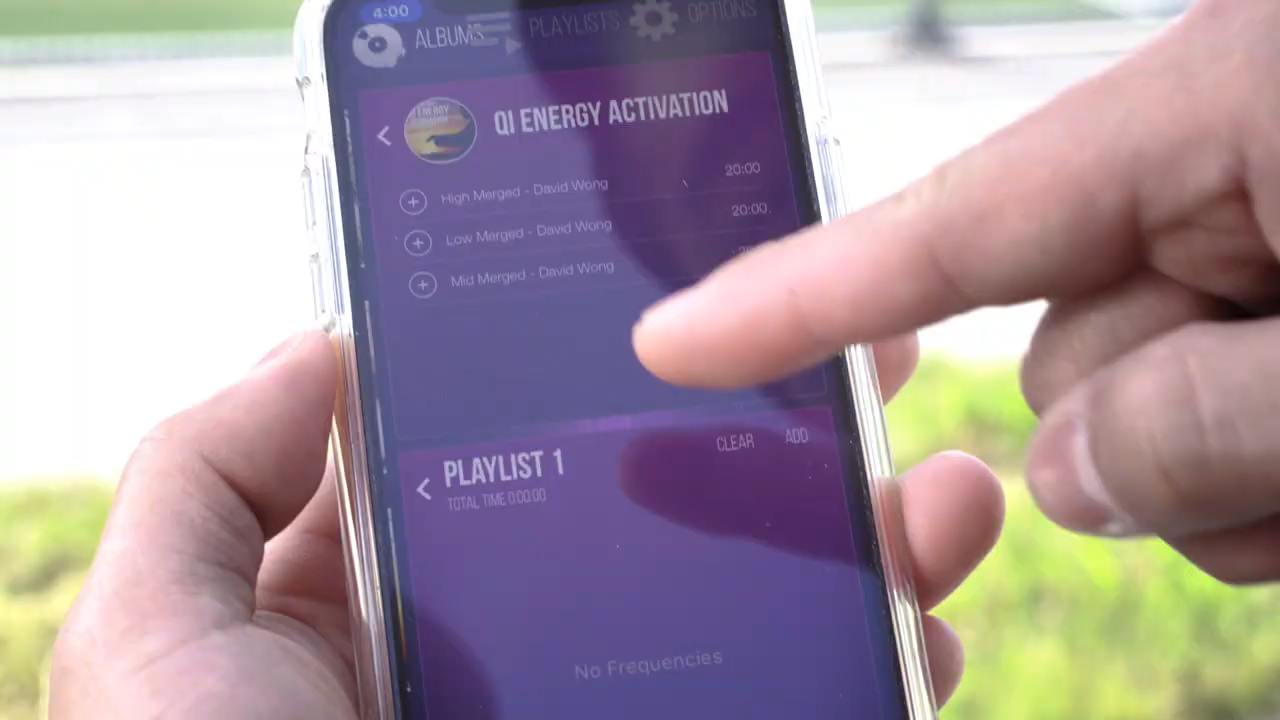 4:00
ALBUMS PLAYLISTS OPTIONS
QI ENERGY ACTIVATION
High Merged - David Wong 20:00
Low Merged - David Wong 20:00
Mid Merged - David Wong
PLAYLIST 1 CLEAR ADD
TOTAL TIME 0:00:00
No Frequencies